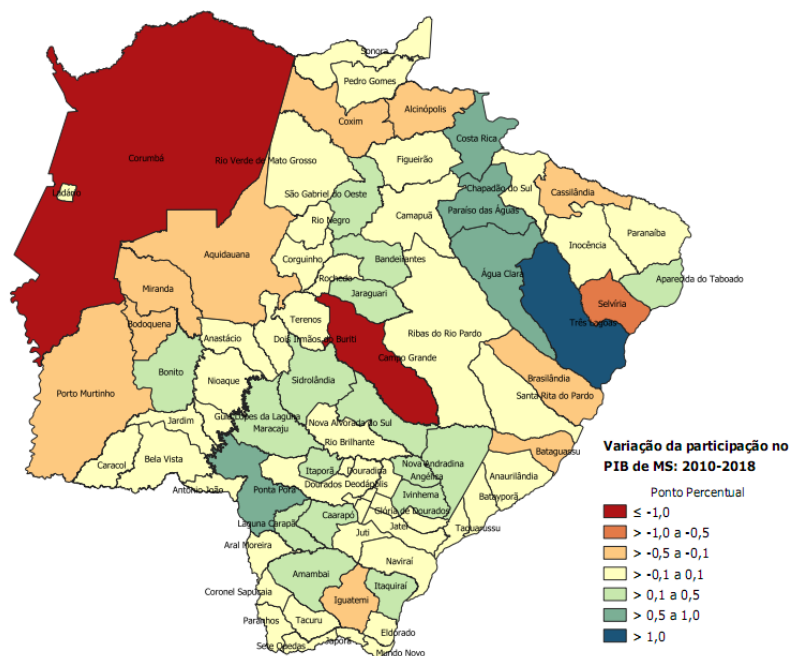 Sonora
Pedro Gomes
Alcinópolis
Coxim
Costa Rica
Corumbá
Rio Verde de Mato Grosso
Figueirão
Chapadão do Sul
Cassilândia
Ladário
São Gabriel do Oeste
Paraíso das Águas
Rio Negro
Camapuã
Paranaíba
Inocência
Aquidauana
Corguinho
Bandeirantes
Água Clara
Rochedo
Aparecida do Taboado
Miranda
Jaraguari
Selvíria
Bodoquena
Terenos
Três Lagoas
Anastácio
Dois Irmãos do Buriti
Ribas do Rio Pardo
Campo Grande
Bonito
Nioaque
Sidrolândia
Brasilândia
Porto Murtinho
Santa Rita do Pardo
Jardim
Guia Lopes da Laguna
Nova Alvorada do Sul
Maracaju
Rio Brilhante
Bataguassu
Caracol
Bela Vista
Itaporã
Douradina
Nova Andradina
Angélica
Anaurilândia
Antônio João
Ponta Porã
Dourados
Deodápolis
Ivinhema
Batayporã
Laguna Carapã
Caarapó
Glória de Dourados
Taquarussu
Jateí
Juti
Aral Moreira
Naviraí
Amambai
Itaquiraí
Coronel Sapucaia
Iguatemi
Paranhos
Tacuru
Eldorado
Sete Quedas
Japorã
Mundo Novo
Variação da participação no
PIB de MS: 2010-2018
Ponto Percentual
≤ -1,0
> -1,0 a -0,5
> -0,5 a -0,1
> -0,1 a 0,1
> 0,1 a 0,5
> 0,5 a 1,0
> 1,0